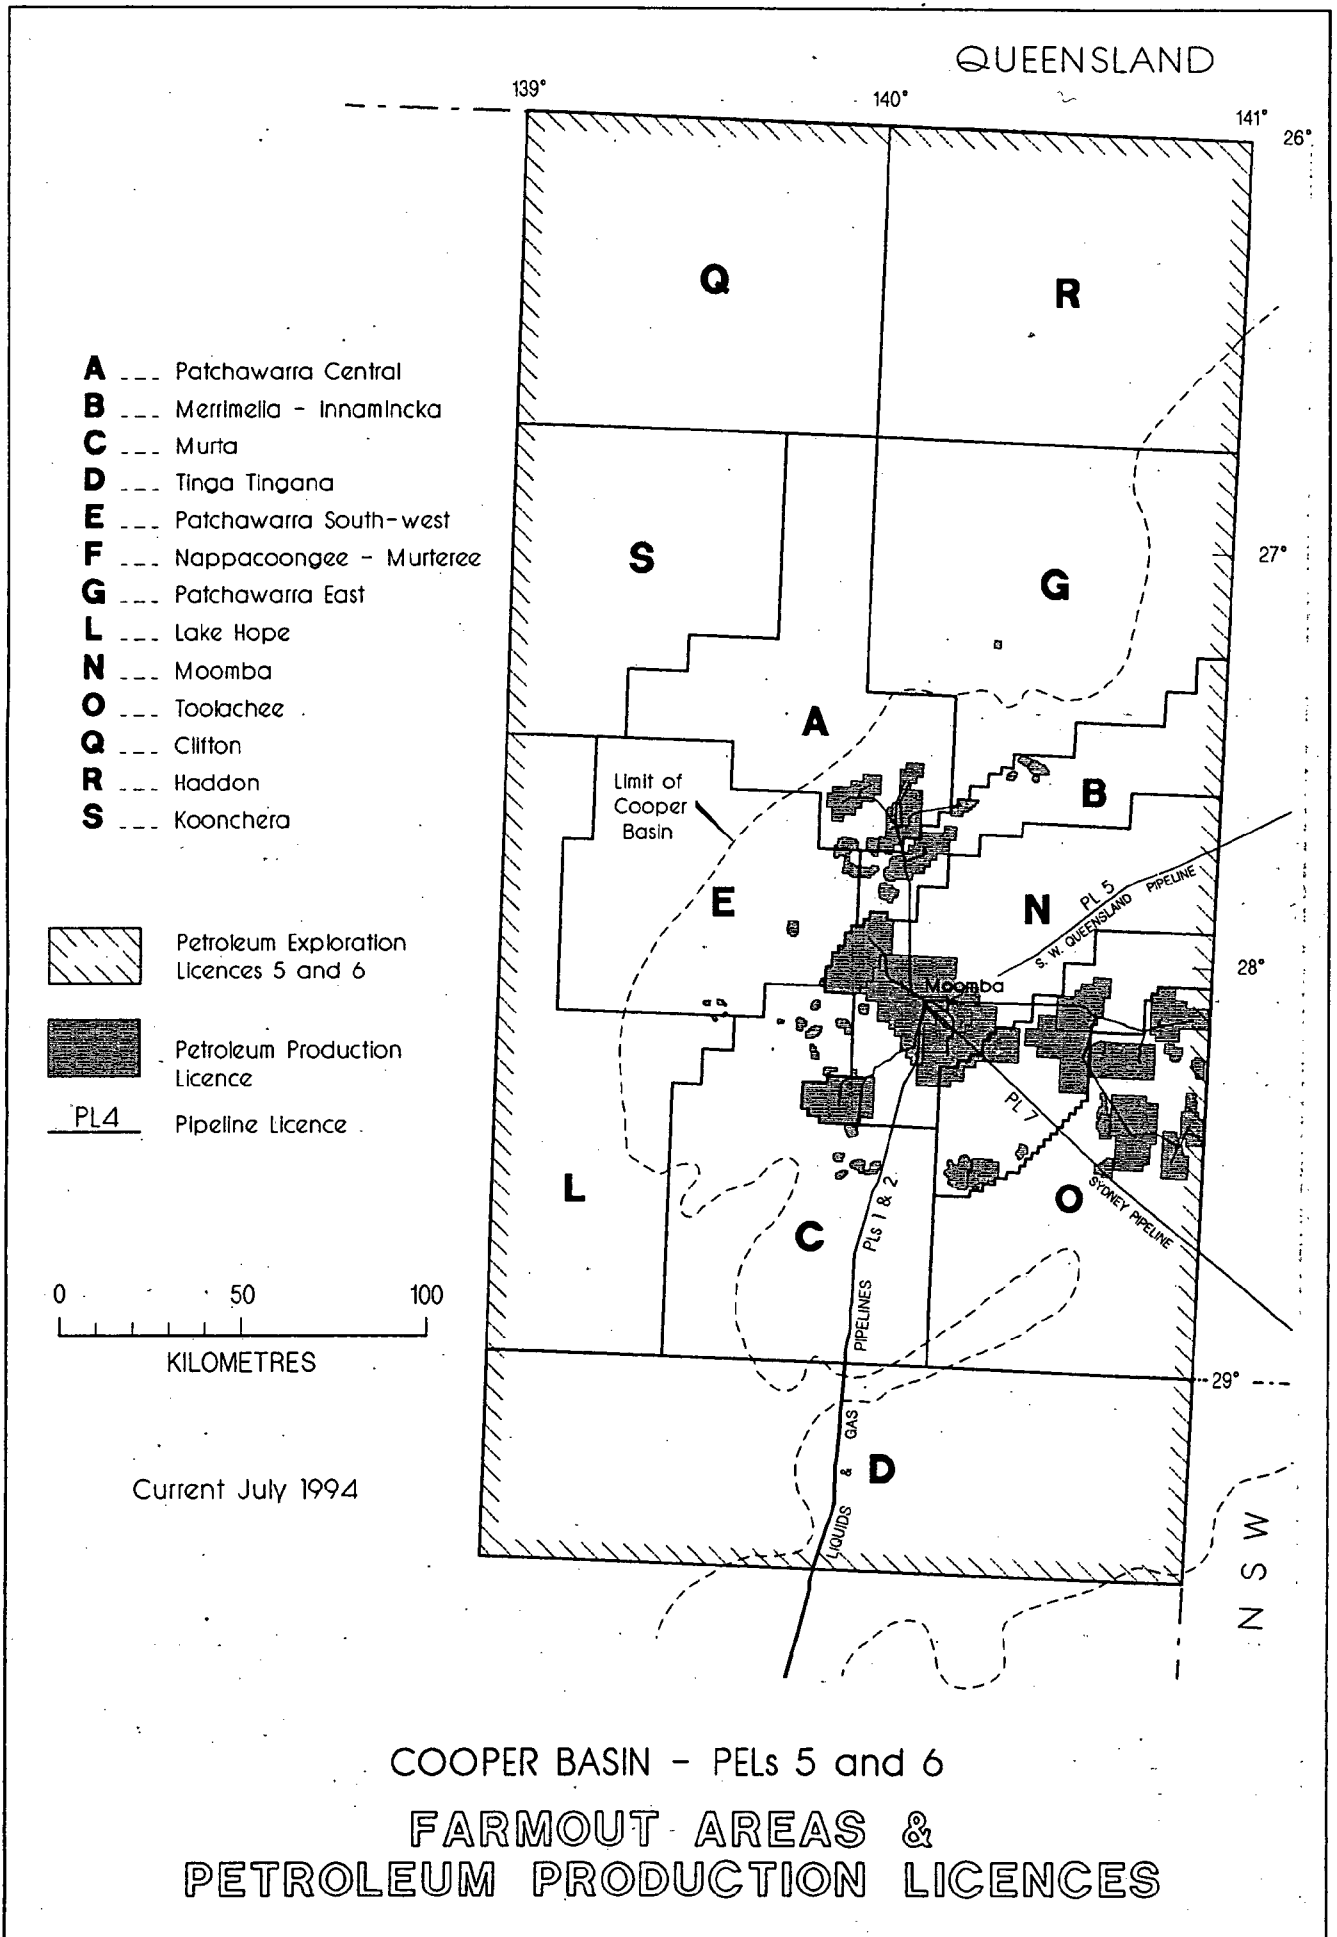 QUEENSLAND
139°
140°
141°
26°
Q
R
A --- Patchawarra Central
B --- Merrimelia - Innamincka
C --- Murta
D --- Tinga Tingana
E --- Patchawarra South-west
F --- Nappacoongee - Murteree
G --- Patchawarra East
L --- Lake Hope
N --- Moomba
O --- Toolachee
Q --- Clifton
R --- Haddon
S --- Koonchera
S
G
27°
A
B
Limit of
Cooper
Basin
E
N
PL 5
S. W. QUEENSLAND PIPELINE
28°
Moomba
Petroleum Exploration
Licences 5 and 6
Petroleum Production
Licence
PL4 Pipeline Licence
PL 7
SYDNEY PIPELINE
L
C
O
PLs 1 & 2
LIQUIDS & GAS PIPELINES
0 50 100
KILOMETRES
29°
D
Current July 1994
NSW
COOPER BASIN - PELs 5 and 6
FARMOUT AREAS &
PETROLEUM PRODUCTION LICENCES